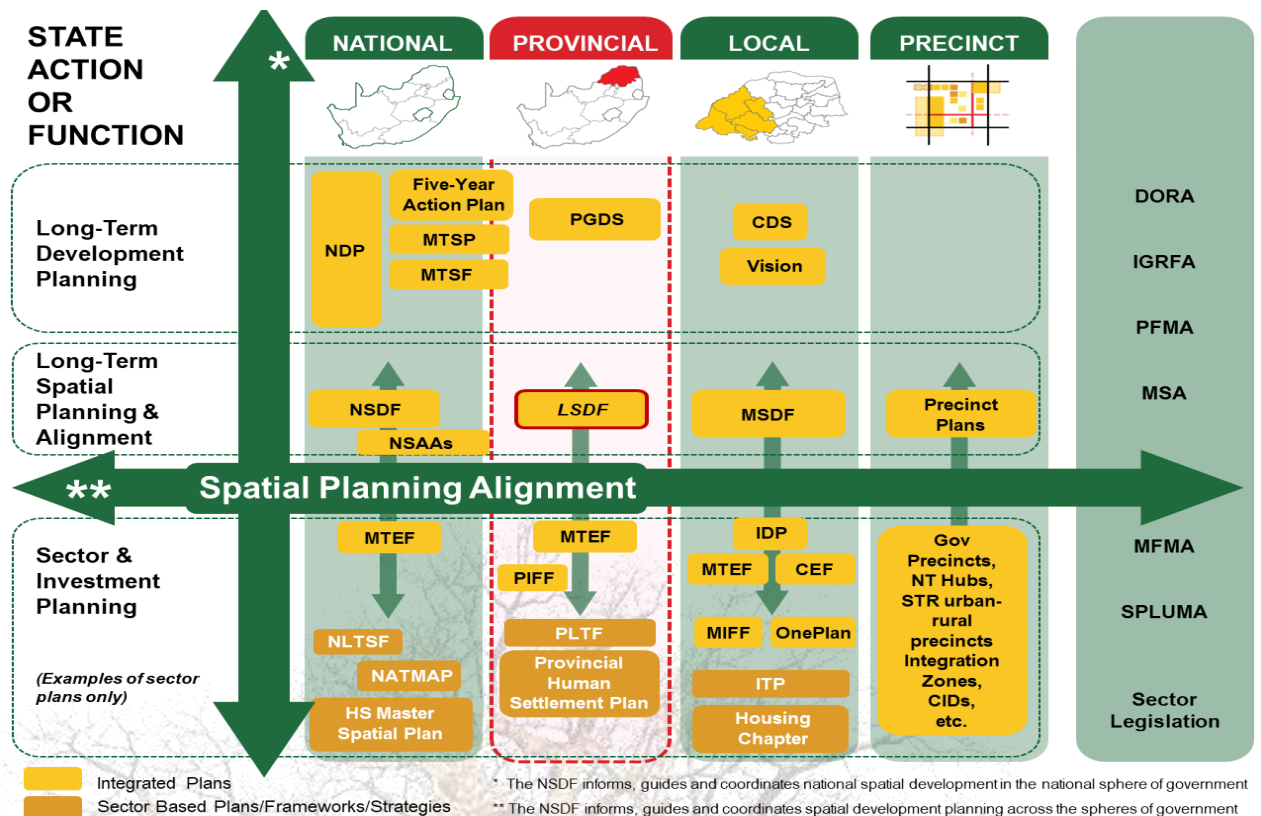 STATE
ACTION
OR
FUNCTION
*
NATIONAL
PROVINCIAL
LOCAL
PRECINCT
Long-Term
Development
Planning
NDP
Five-Year
Action Plan
MTSP
MTSF
PGDS
CDS
Vision
Long-Term
Spatial
Planning &
Alignment
NSDF
NSAAs
LSDF
MSDF
Precinct
Plans
** Spatial Planning Alignment
Sector &
Investment
Planning
(Examples of sector
plans only)
MTEF
NLTSF
NATMAP
HS Master
Spatial Plan
MTEF
PIFF
PLTF
Provincial
Human
Settlement Plan
IDP
MTEF
CEF
MIFF
OnePlan
ITP
Housing
Chapter
Gov
Precincts,
NT Hubs,
STR urban-
rural
precincts
Integration
Zones,
CIDs,
etc.
DORA
IGRFA
PFMA
MSA
MFMA
SPLUMA
Sector
Legislation
Integrated Plans
Sector Based Plans/Frameworks/Strategies
* The NSDF informs, guides and coordinates national spatial development in the national sphere of government
** The NSDF informs, guides and coordinates spatial development planning across the spheres of government